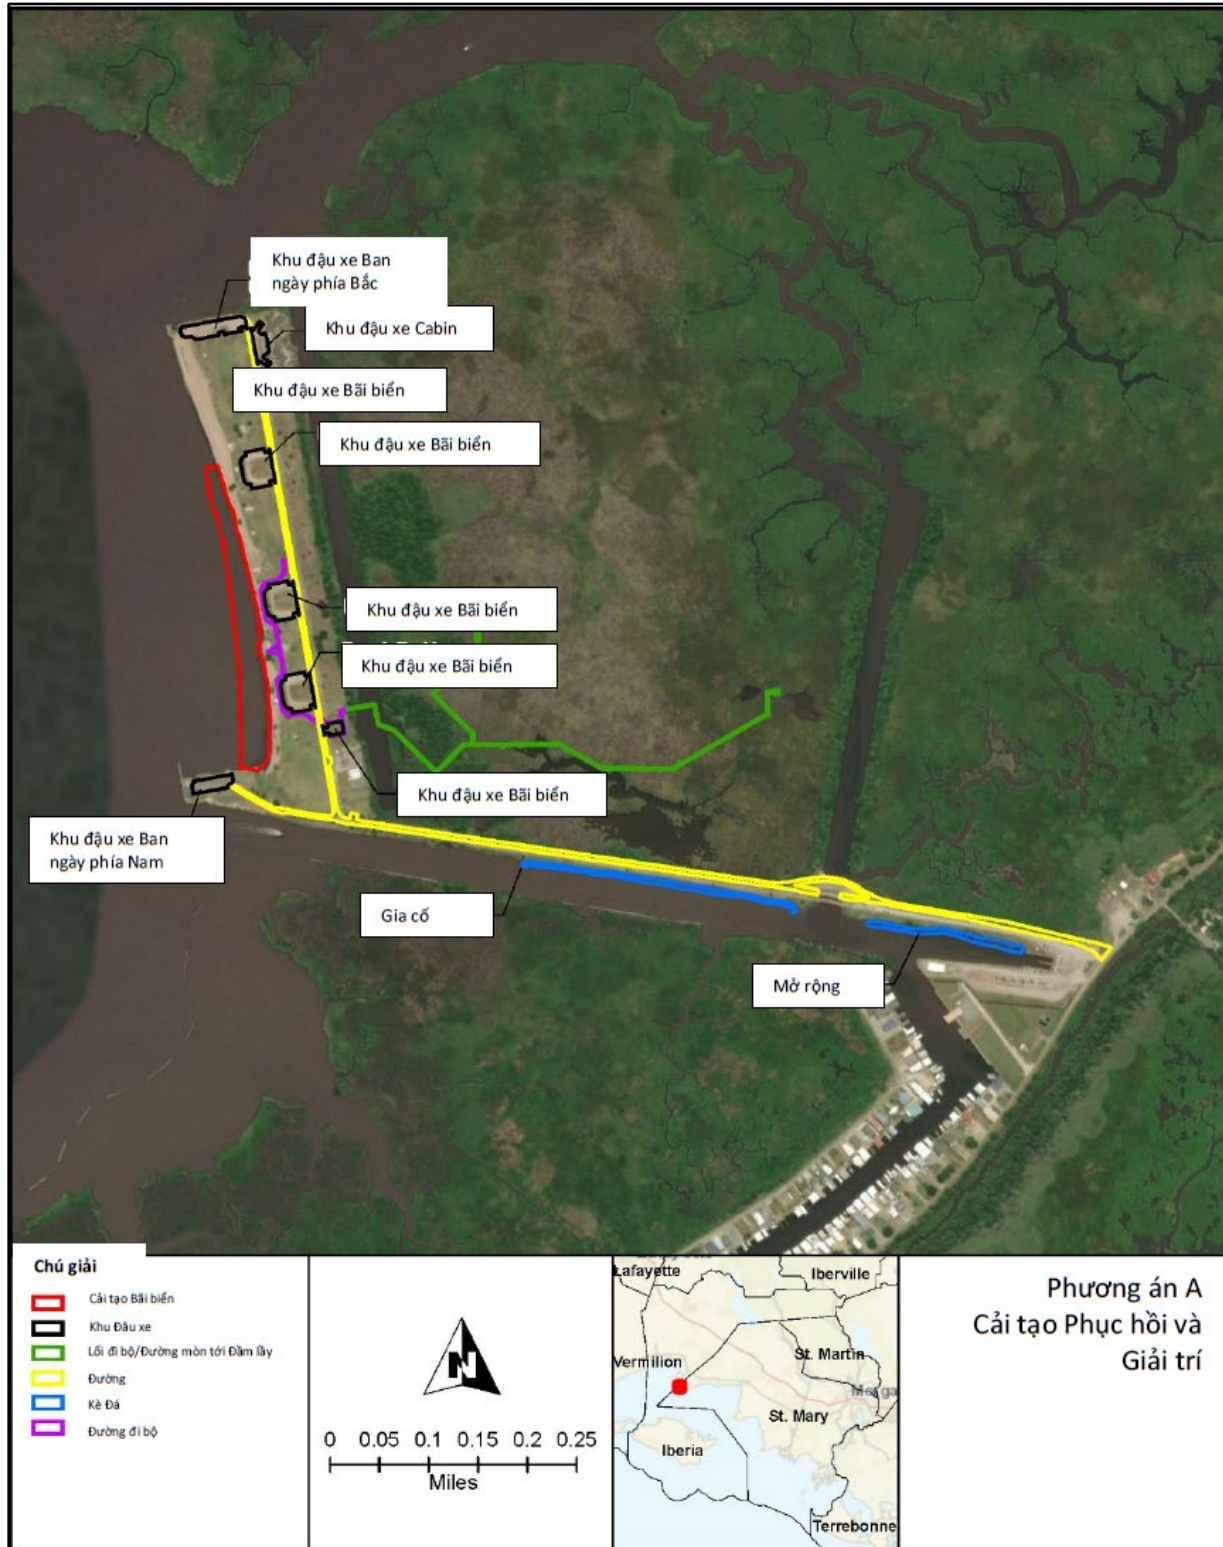 Khu đậu xe Ban
ngày phía Bắc
Khu đậu xe Cabin
Khu đậu xe Bãi biển
Khu đậu xe Bãi biển
Khu đậu xe Bãi biển
Khu đậu xe Bãi biển
Khu đậu xe Bãi biển
Khu đậu xe Ban
ngày phía Nam
Gia cố
Mở rộng
Chú giải
Cải tạo Bãi biển
Khu Đâu xe
Lối đi bộ/Đường mòn tới Đầm lầy
Đường
Kè Đá
Đường đi bộ
N
0 0.05 0.1 0.15 0.2 0.25
Miles
Lafayette
Iberville
Vermilion
St. Martin
St. Mary
Iberia
Terrebonne
Phương án A
Cải tạo Phục hồi và
Giải trí